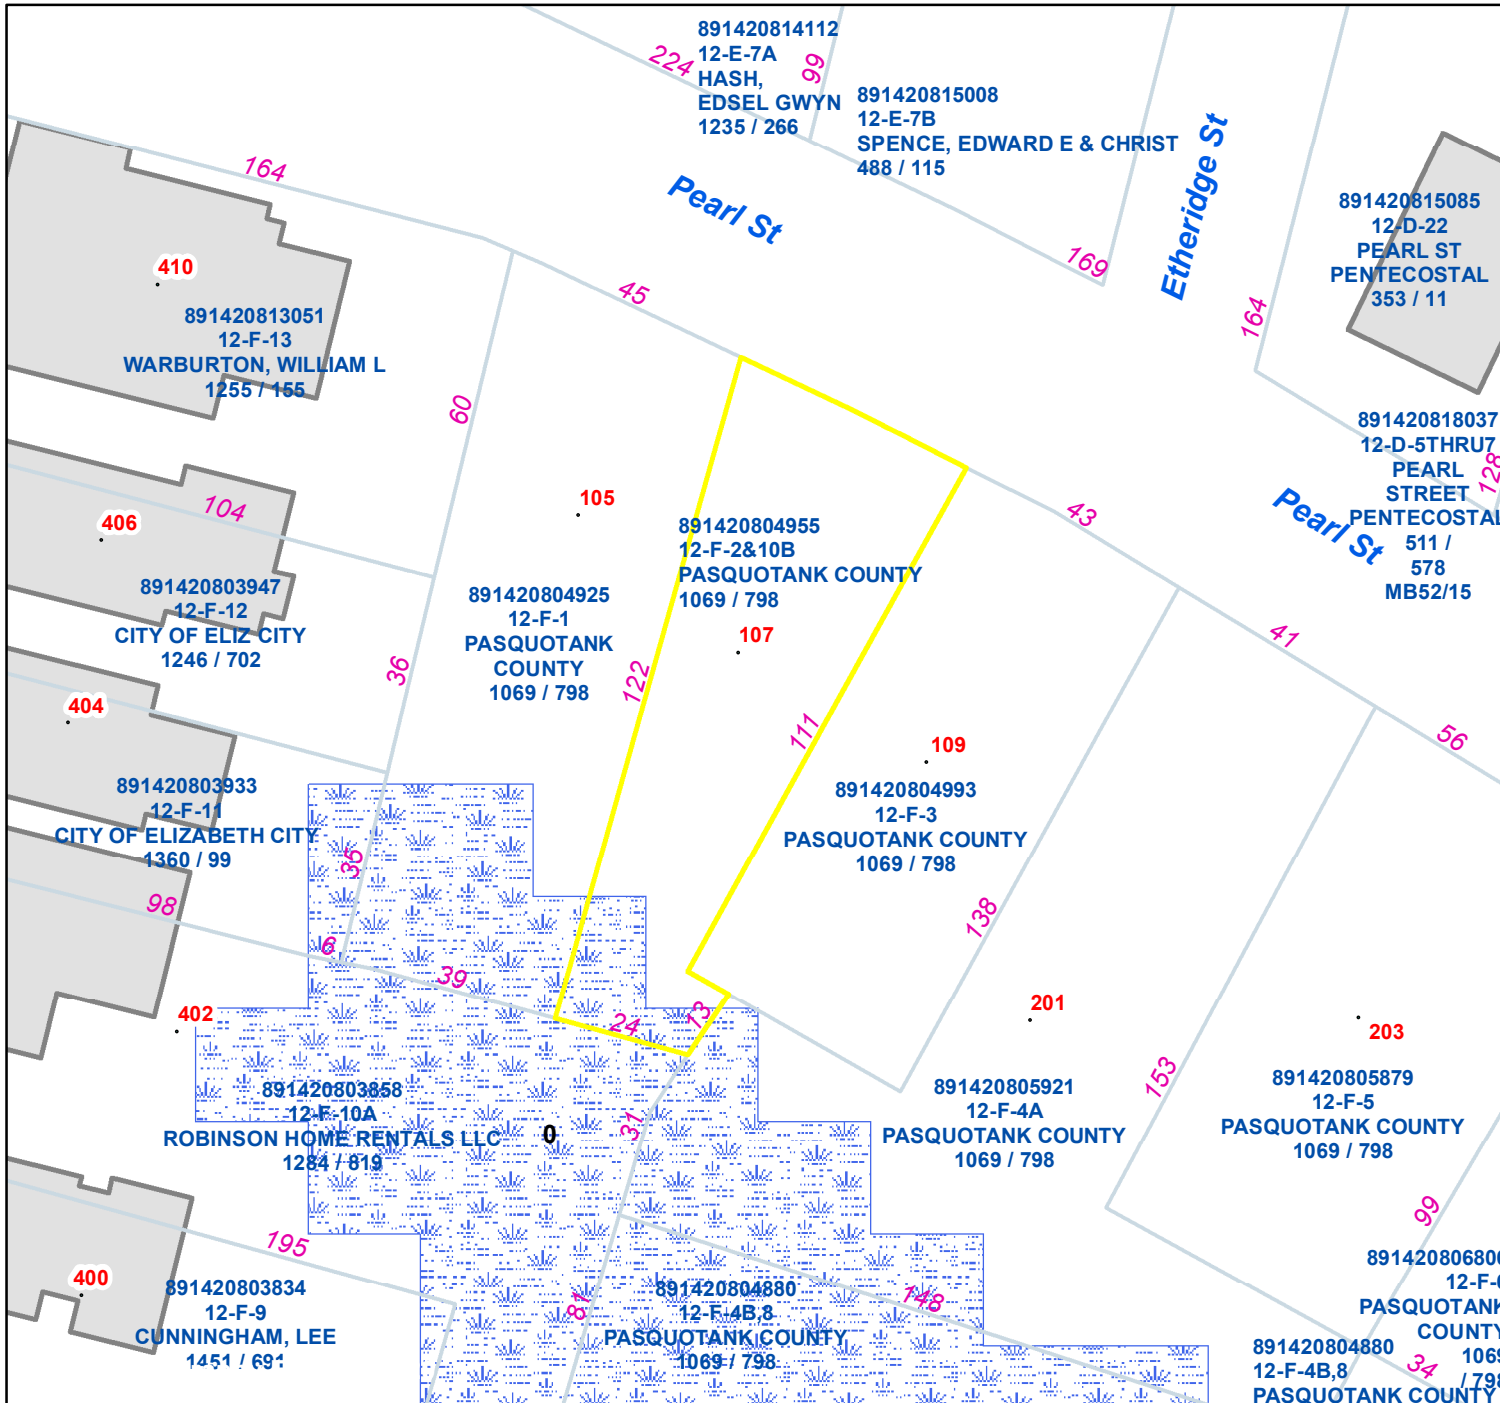 891420814112
12-E-7A
HASH,
EDSEL GWYN
1235 / 266
224
99
891420815008
12-E-7B
SPENCE, EDWARD E & CHRIST
488 / 115
Pearl St
Etheridge St
169
164
164
45
891420815085
12-D-22
PEARL ST
PENTECOSTAL
353 / 11
410
891420813051
12-F-13
WARBURTON, WILLIAM L
1255 / 155
60
891420818037
12-D-5THRU7
PEARL
STREET
PENTECOSTAL
511 /
578
MB52/15
128
Pearl St
43
41
56
104
406
891420803947
12-F-12
CITY OF ELIZ CITY
1246 / 702
36
105
891420804925
12-F-1
PASQUOTANK
COUNTY
1069 / 798
891420804955
12-F-2&10B
PASQUOTANK COUNTY
1069 / 798
107
122
111
109
891420804993
12-F-3
PASQUOTANK COUNTY
1069 / 798
404
891420803933
12-F-11
CITY OF ELIZABETH CITY
1360 / 99
35
98
6
39
24
13
138
153
402
891420803858
12-F-10A
ROBINSON HOME RENTALS LLC
1284 / 819
0
31
201
891420805921
12-F-4A
PASQUOTANK COUNTY
1069 / 798
203
891420805879
12-F-5
PASQUOTANK COUNTY
1069 / 798
99
195
400
891420803834
12-F-9
CUNNINGHAM, LEE
1451 / 691
81
891420804880
12-F-4B,8
PASQUOTANK COUNTY
1069 / 798
148
89142080680
12-F-
PASQUOTANK
COUNTY
1069
/ 798
34
891420804880
12-F-4B,8
PASQUOTANK COUNTY